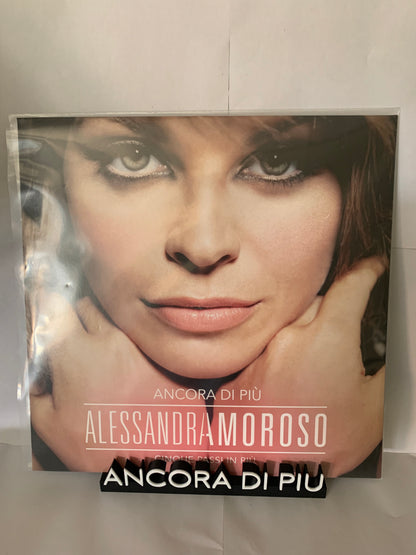 ANCORA DI PIÙ
ALESSANDRAMOROSO
CINQUE PASSI IN PIÙ
ANCORA DI PIU